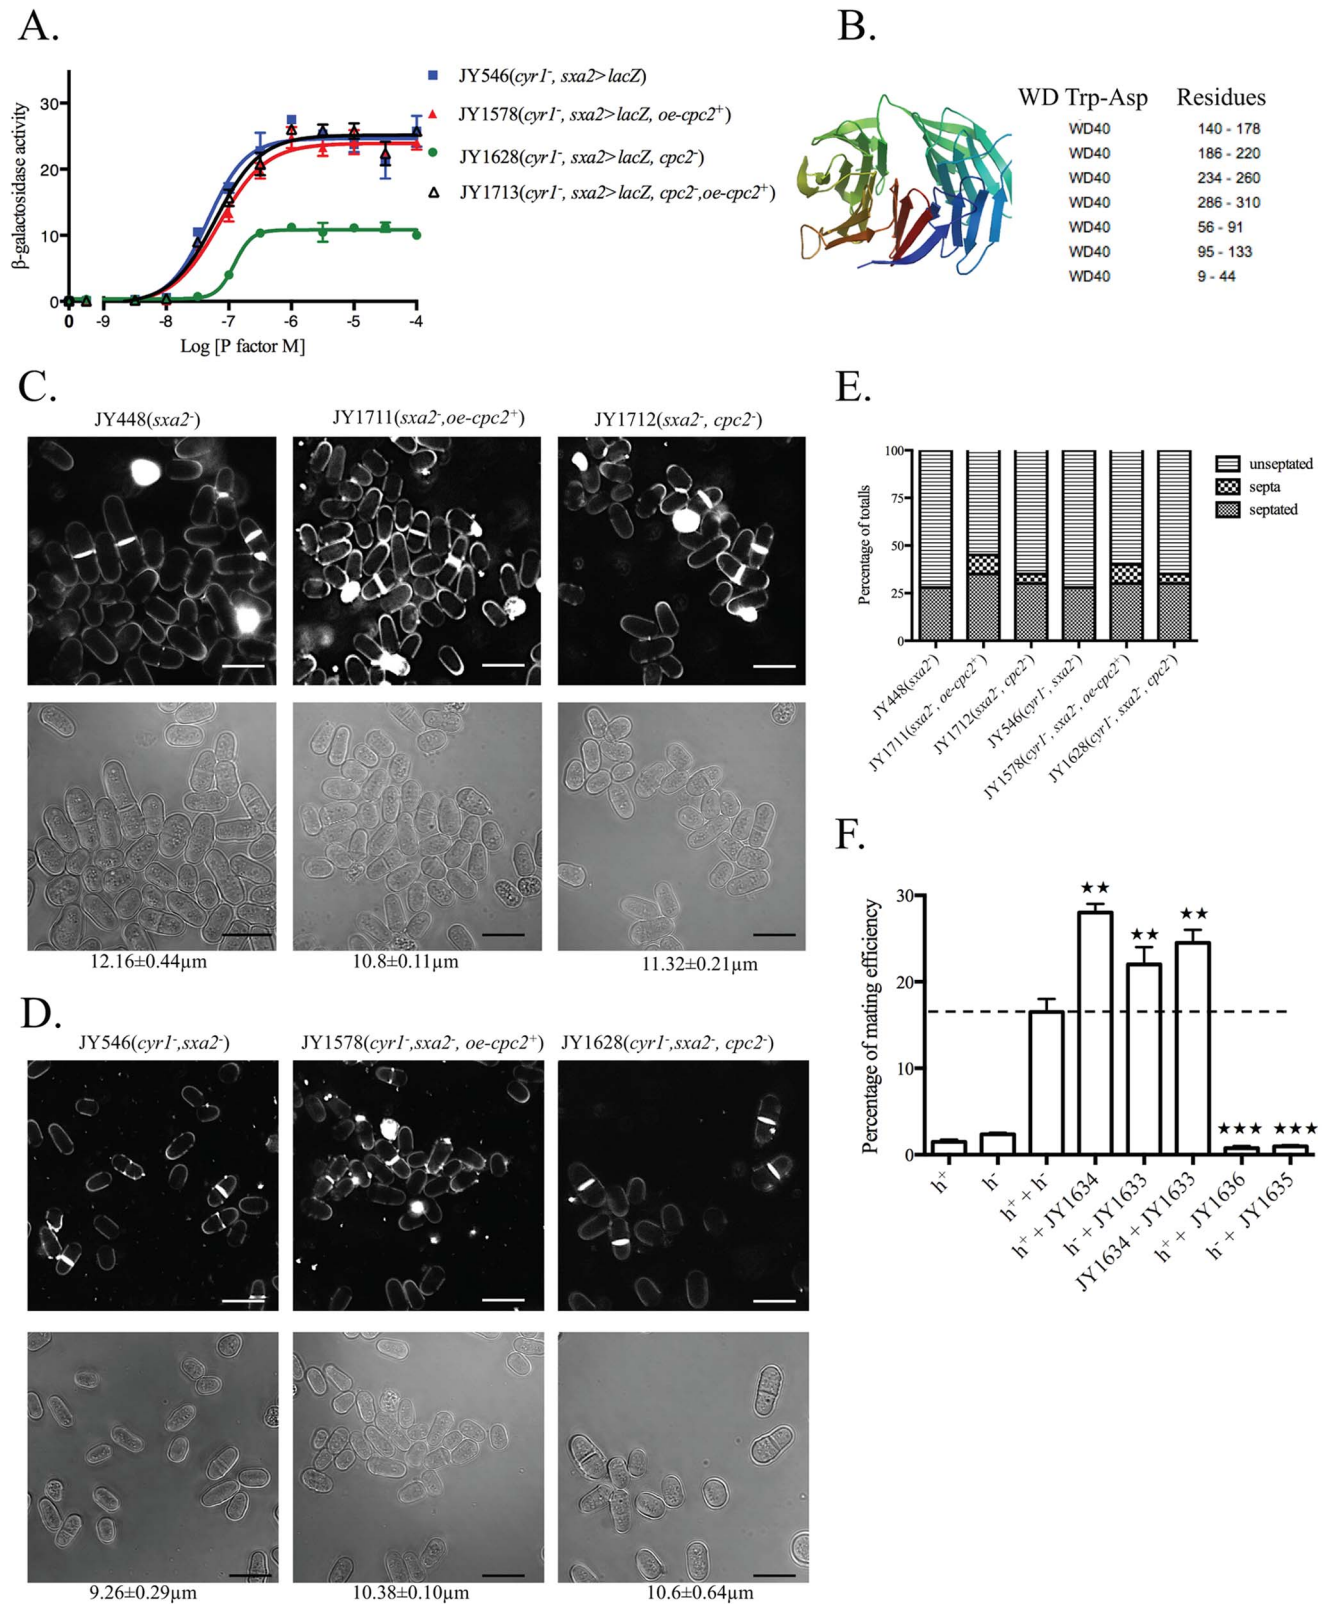 A.
β-galactosidase activity
30
20
10
0
0 -9 -8 -7 -6 -5 -4
Log [P factor M]
JY546(cyr1⁻, sxa2>lacZ)
JY1578(cyr1⁻, sxa2>lacZ, oe-cpc2⁺)
JY1628(cyr1⁻, sxa2>lacZ, cpc2⁻)
JY1713(cyr1⁻, sxa2>lacZ, cpc2⁻,oe-cpc2⁺)
B.
WD Trp-Asp Residues
WD40 140 - 178
WD40 186 - 220
WD40 234 - 260
WD40 286 - 310
WD40 56 - 91
WD40 95 - 133
WD40 9 - 44
C.
JY448(sxa2⁻)
JY1711(sxa2⁻,oe-cpc2⁺)
JY1712(sxa2⁻, cpc2⁻)
12.16±0.44µm
10.8±0.11µm
11.32±0.21µm
D.
JY546(cyr1⁻,sxa2⁻)
JY1578(cyr1⁻,sxa2⁻, oe-cpc2⁺)
JY1628(cyr1⁻,sxa2⁻, cpc2⁻)
9.26±0.29µm
10.38±0.10µm
10.6±0.64µm
E.
Percentage of totalls
100
75
50
25
0
unseptated
septa
septated
JY448(sxa2⁻)
JY1711(sxa2⁻, oe-cpc2⁺)
JY1712(sxa2⁻, cpc2⁻)
JY546(cyr1⁻, sxa2⁻)
JY1578(cyr1⁻, sxa2⁻, oe-cpc2⁺)
JY1628(cyr1⁻, sxa2⁻, cpc2⁻)
F.
Percentage of mating efficiency
30
20
10
0
★★
★★
★★
★★★
★★★
h⁺
h⁻
h⁺ + h⁻
h⁺ + JY1634
h⁻ + JY1633
JY1634 + JY1633
h⁺ + JY1636
h⁻ + JY1635